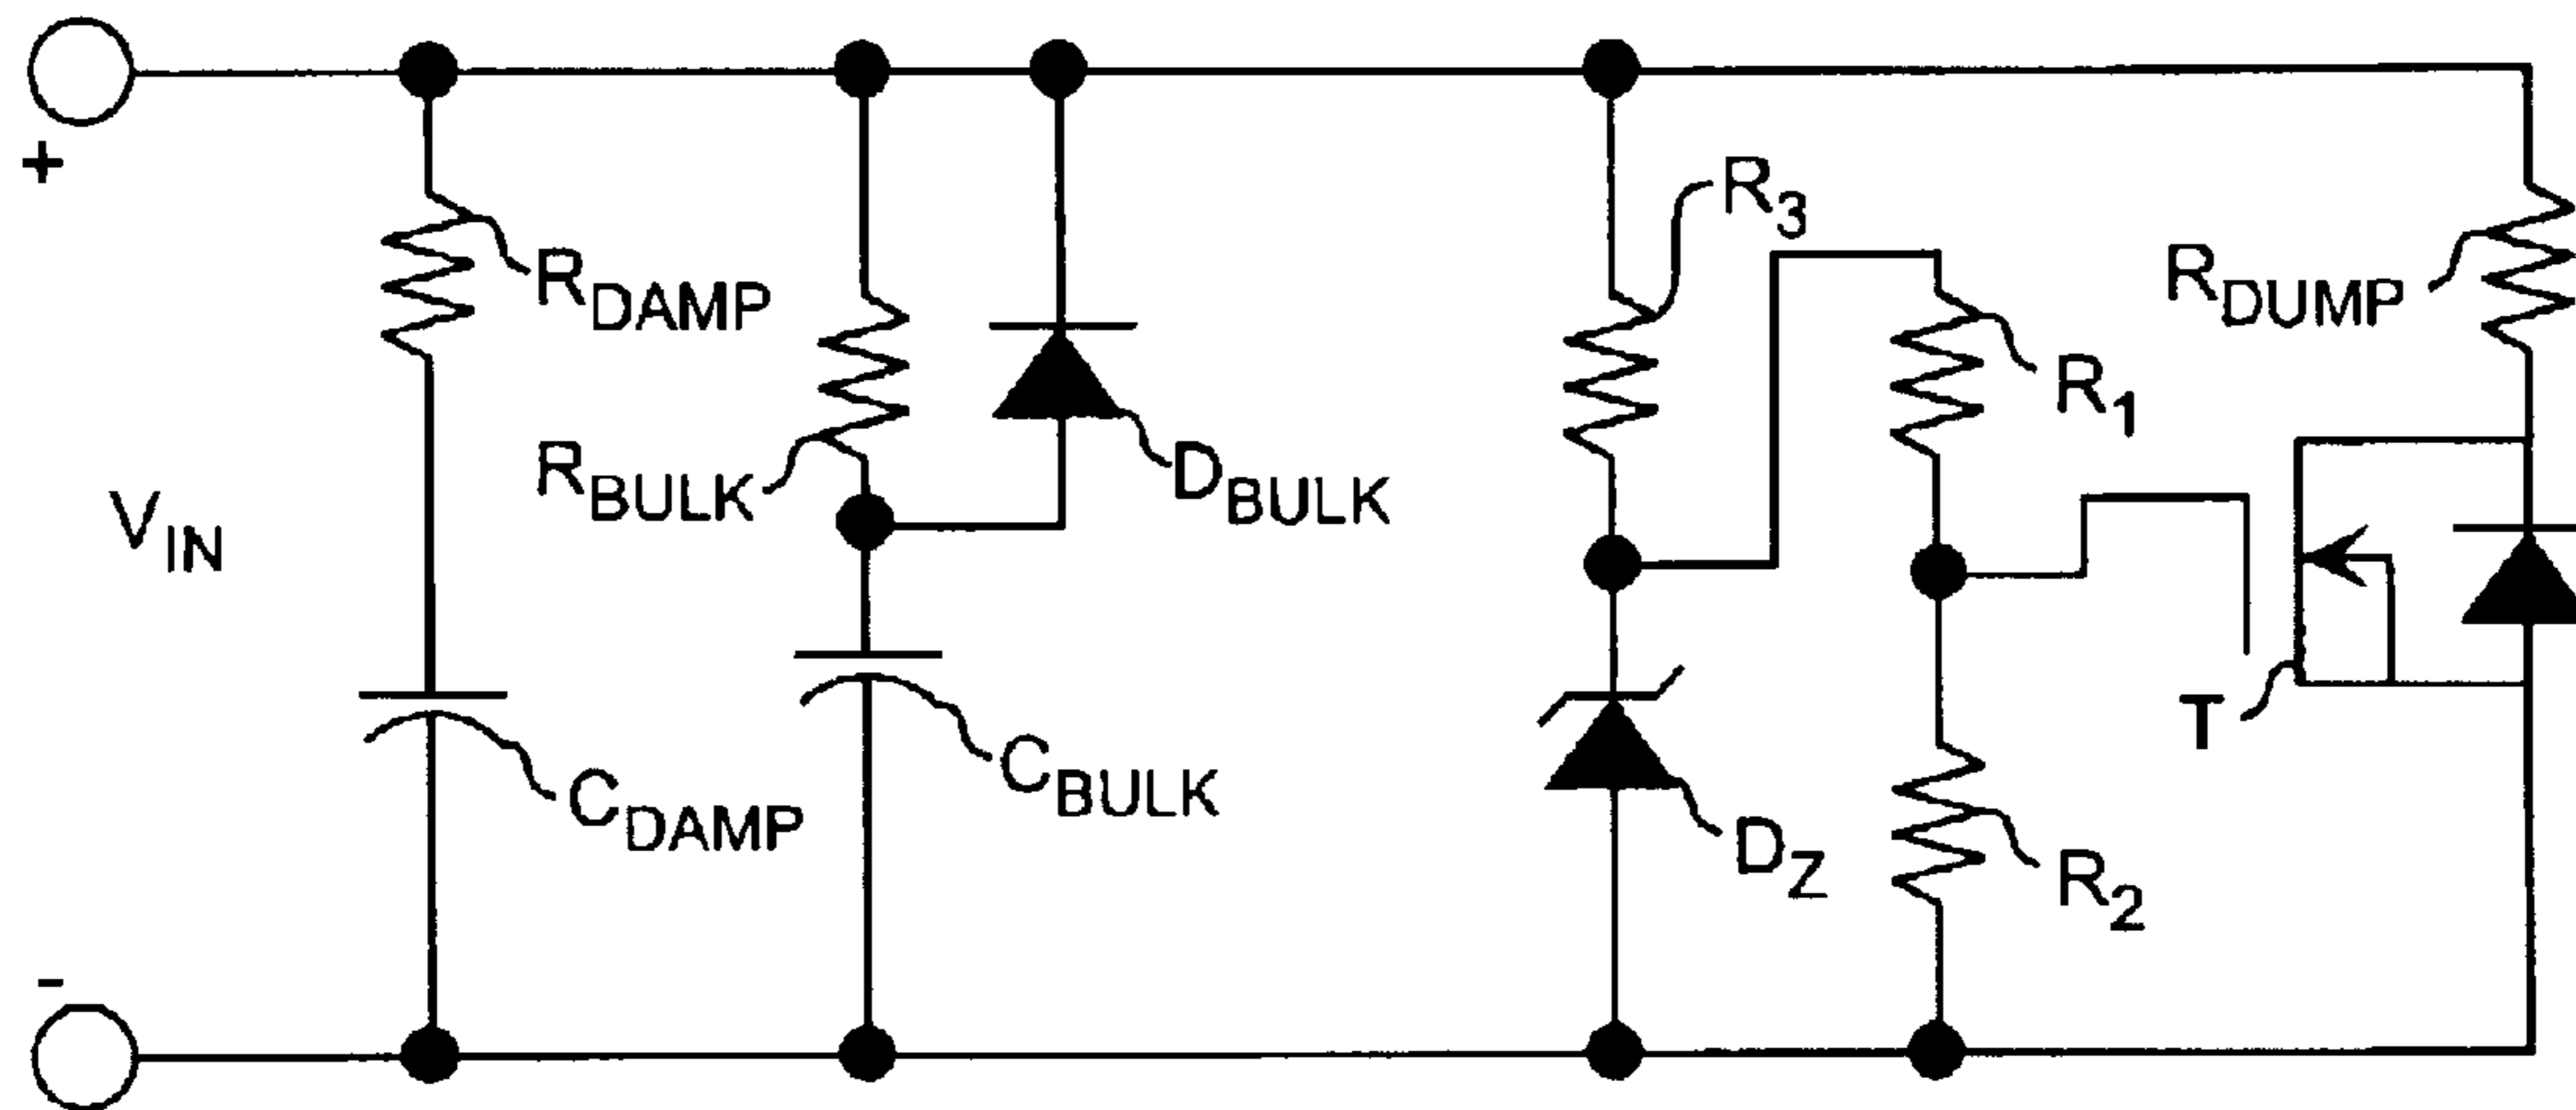 +
R3
RDAMP
RDUMP
R1
RBULK
DBULK
VIN
T
CBULK
CDAMP
DZ
R2
-